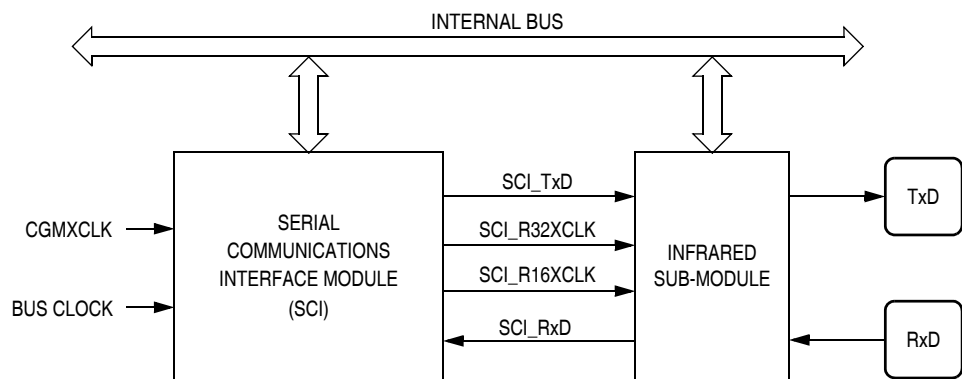 INTERNAL BUS
CGMXCLK
BUS CLOCK
SERIAL
COMMUNICATIONS
INTERFACE MODULE
(SCI)
SCI_TxD
SCI_R32XCLK
SCI_R16XCLK
SCI_RxD
INFRARED
SUB-MODULE
TxD
RxD